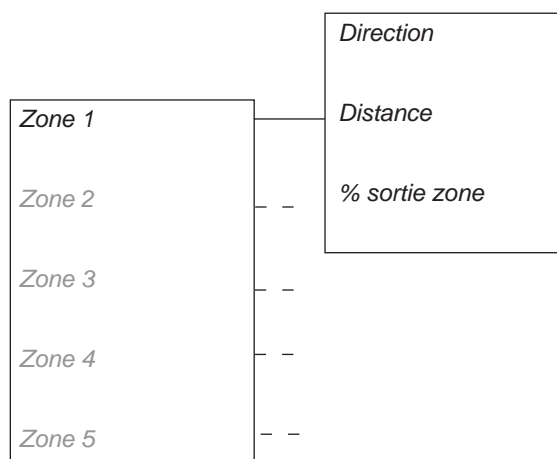 Direction
Distance
% sortie zone
Zone 1
Zone 2
Zone 3
Zone 4
Zone 5